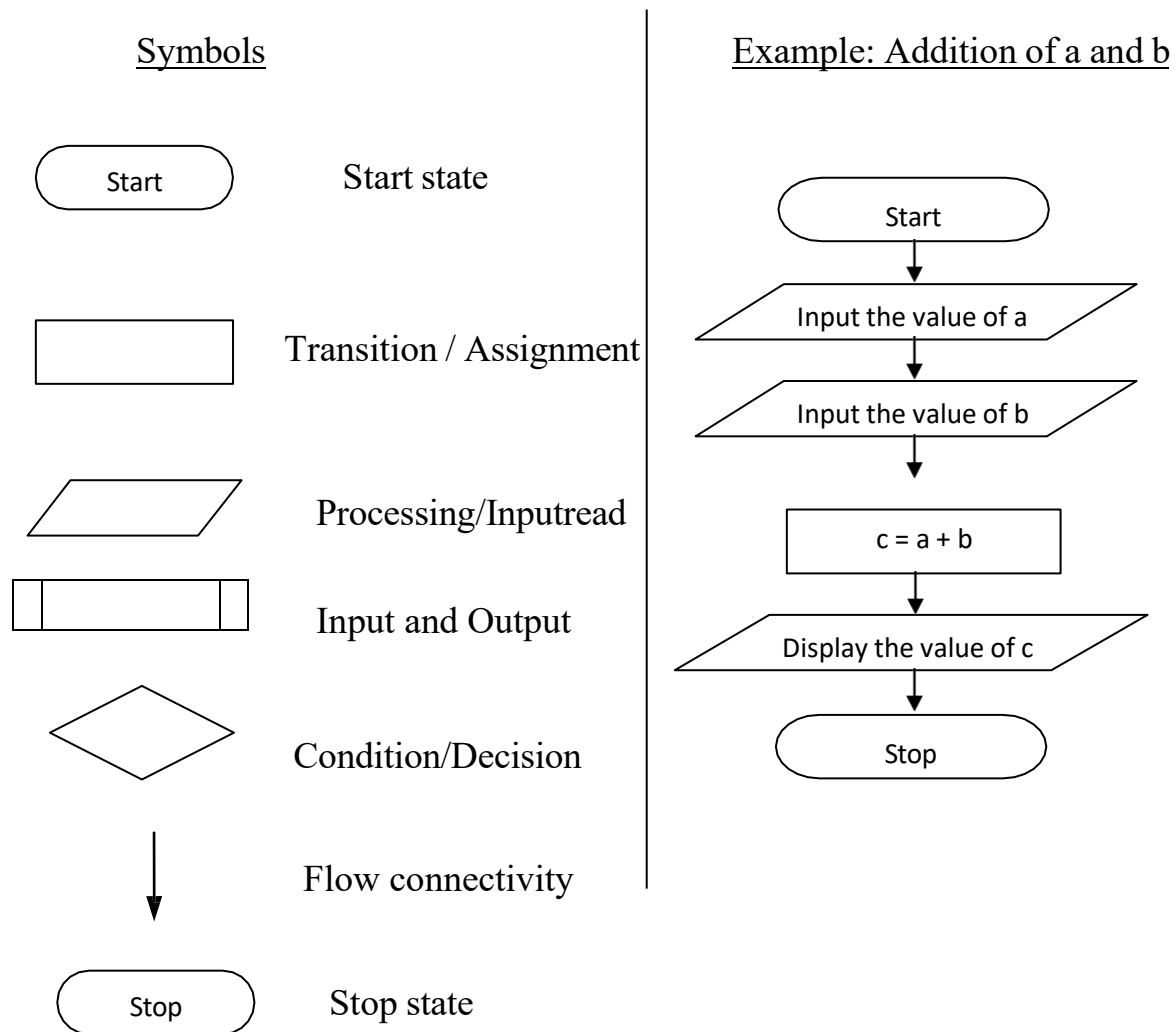 Symbols
Start
Start state
Transition / Assignment
Processing/Inputread
Input and Output
Condition/Decision
Flow connectivity
Stop
Stop state
Example: Addition of a and b
Start
Input the value of a
Input the value of b
c = a + b
Display the value of c
Stop